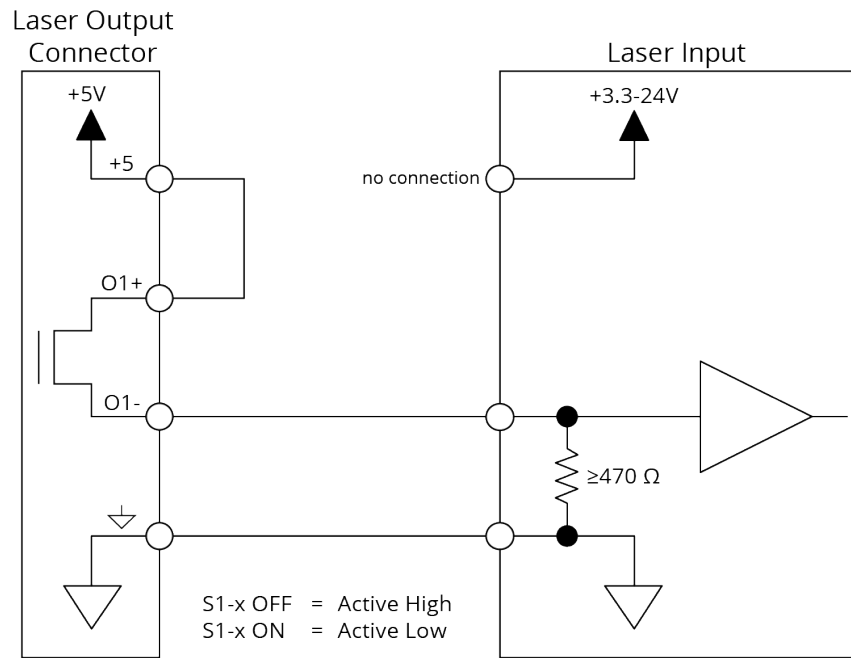 Laser Output
Connector
Laser Input
+5V
+3.3-24V
+5
no connection
O1+
O1-
≥470 Ω
S1-x OFF = Active High
S1-x ON = Active Low